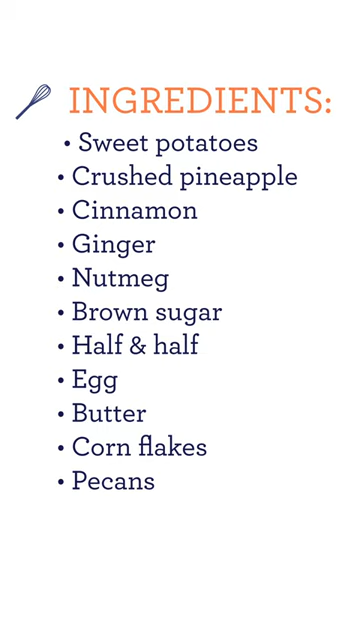 INGREDIENTS:
• Sweet potatoes
• Crushed pineapple
• Cinnamon
• Ginger
• Nutmeg
• Brown sugar
• Half & half
• Egg
• Butter
• Corn flakes
• Pecans